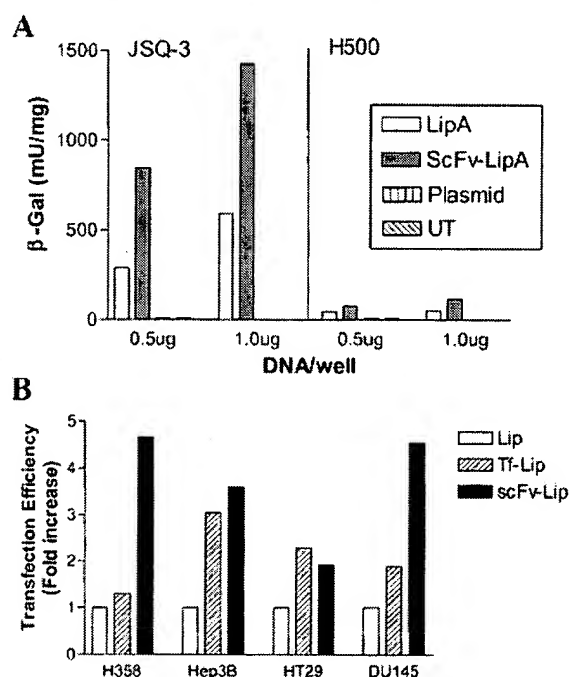 A
JSQ-3
H500
β-Gal (mU/mg)
1500
1000
500
0
LipA
ScFv-LipA
Plasmid
UT
0.5ug
1.0ug
0.5ug
1.0ug
DNA/well
B
Transfection Efficiency
(Fold increase)
5
4
3
2
1
0
Lip
Tf-Lip
scFv-Lip
H358
Hep3B
HT29
DU145